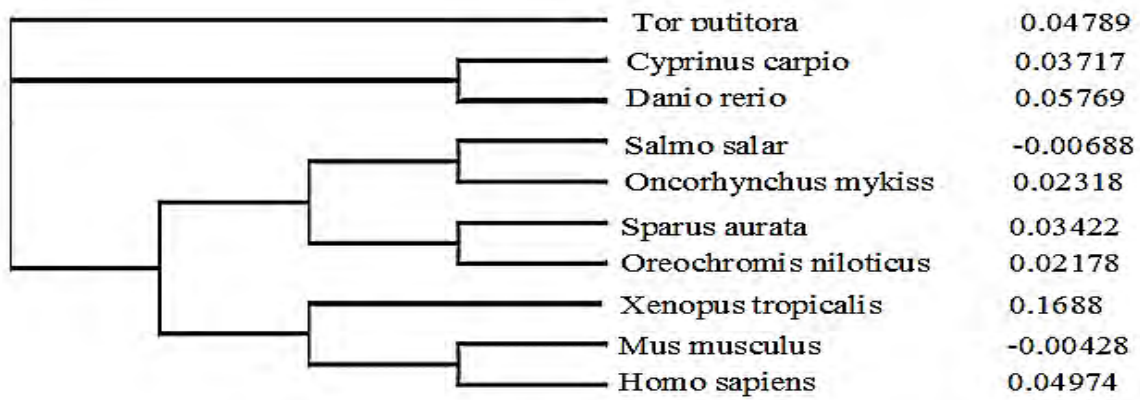 Tor putitora 0.04789
Cyprinus carpio 0.03717
Danio rerio 0.05769
Salmo salar -0.00688
Oncorhynchus mykiss 0.02318
Sparus aurata 0.03422
Oreochromis niloticus 0.02178
Xenopus tropicalis 0.1688
Mus musculus -0.00428
Homo sapiens 0.04974